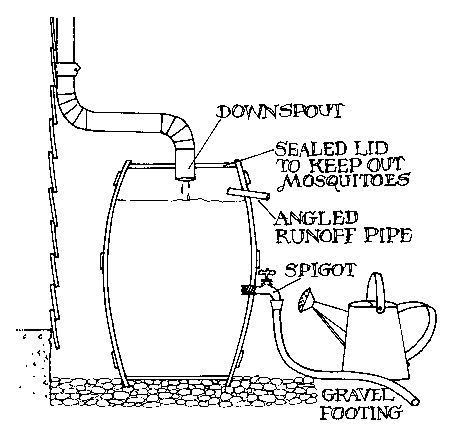 DOWNSPOUT
SEALED LID
TO KEEP OUT
MOSQUITOES
ANGLED
RUNOFF PIPE
SPIGOT
GRAVEL
FOOTING